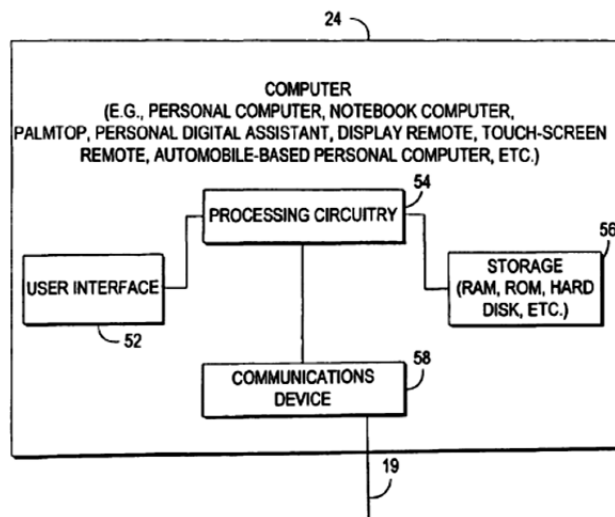 24
COMPUTER
(E.G., PERSONAL COMPUTER, NOTEBOOK COMPUTER,
PALMTOP, PERSONAL DIGITAL ASSISTANT, DISPLAY REMOTE, TOUCH-SCREEN
REMOTE, AUTOMOBILE-BASED PERSONAL COMPUTER, ETC.)
54
PROCESSING CIRCUITRY
56
USER INTERFACE
STORAGE
(RAM, ROM, HARD
DISK, ETC.)
52
58
COMMUNICATIONS
DEVICE
19